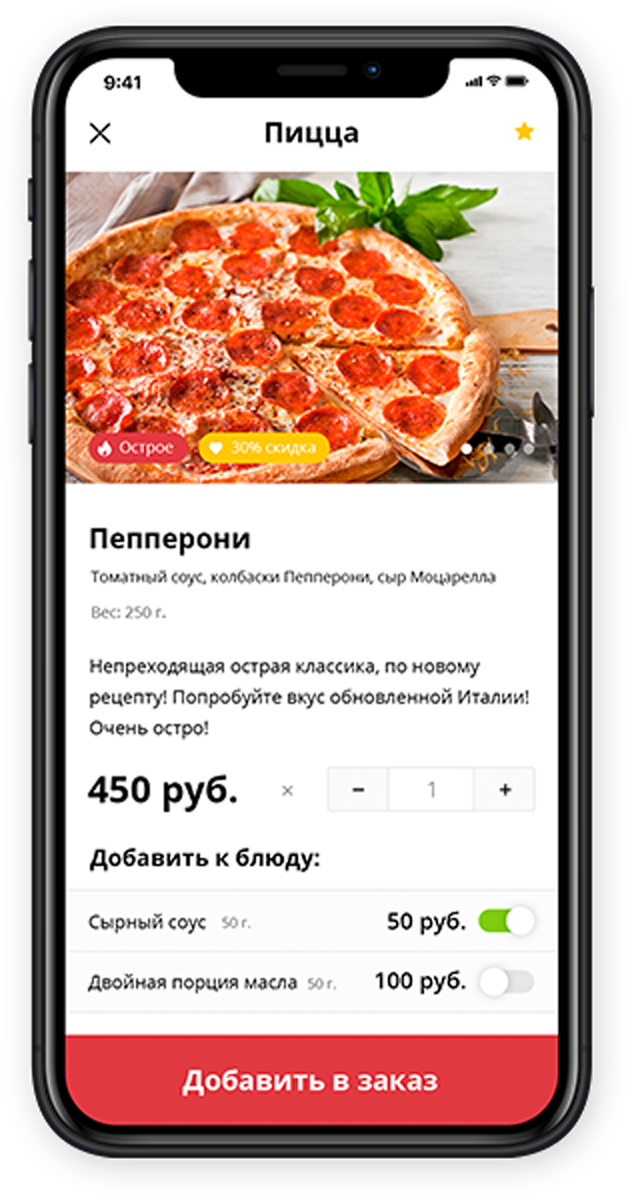 9:41
Пицца
Острое
30% скидка
Пепперони
Томатный соус, колбаски Пепперони, сыр Моцарелла
Вес: 250 г.
Непреходящая острая классика, по новому
рецепту! Попробуйте вкус обновленной Италии!
Очень остро!
450 руб. × − 1 +
Добавить к блюду:
Сырный соус 50 г. 50 руб.
Двойная порция масла 50 г. 100 руб.
Добавить в заказ